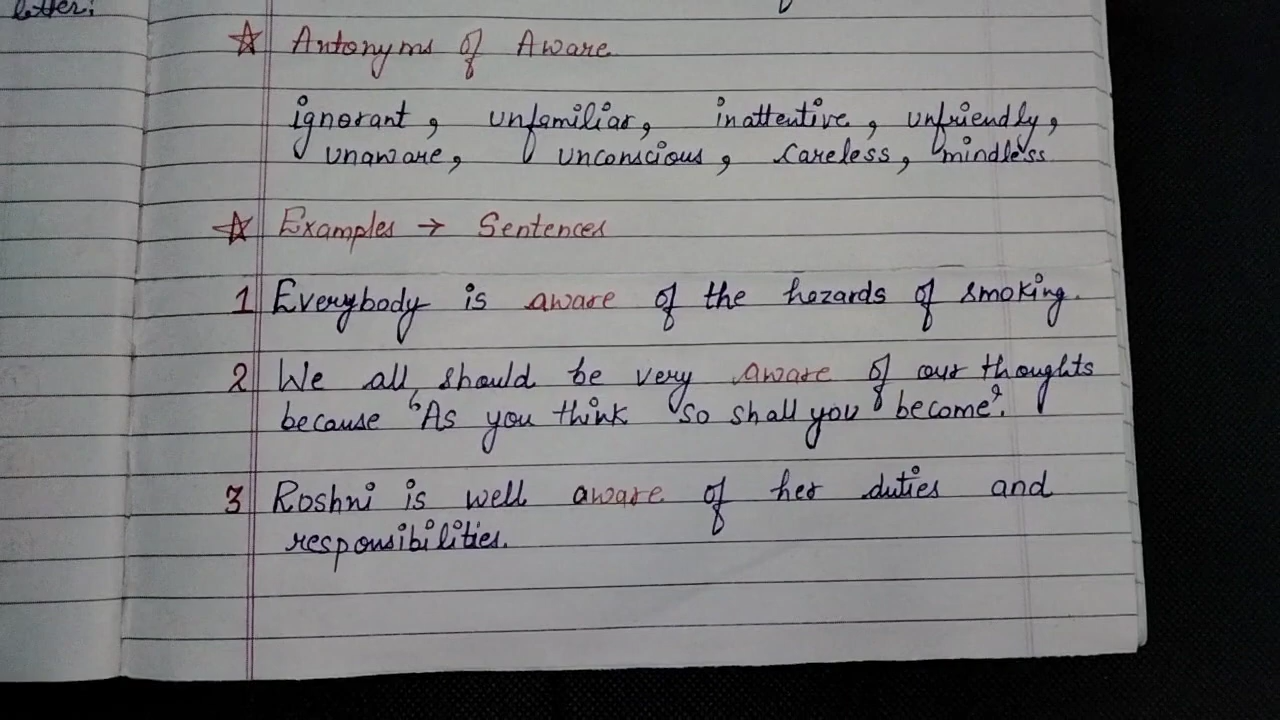 letter;
☆ Antonyms of Aware
ignorant, unfamiliar, inattentive, unfriendly,
unaware, unconscious, careless, mindless
☆ Examples → Sentences
1 Everybody is aware of the hazards of smoking.
2 We all should be very aware of our thoughts
because "As you think so shall you become".
3 Roshni is well aware of her duties and
responsibilities.